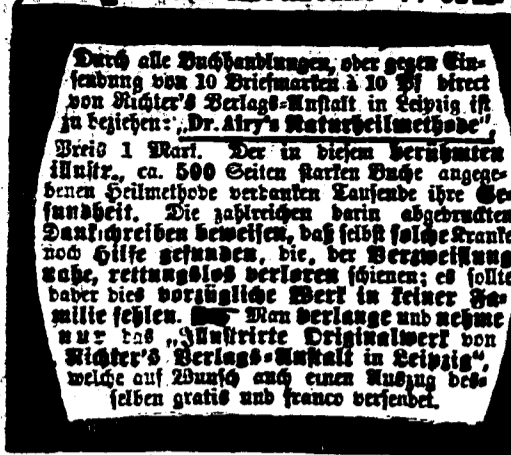 Durch alle Buchhandlungen, oder gegen Ein-
sendung von 10 Briefmarken à 10 Pf direct
von Richter's Verlags-Anstalt in Leipzig ist
zu beziehen: „Dr. Airy's Naturheilmethode“,
Preis 1 Mark. Der in diesem berühmten
illustr., ca. 500 Seiten starken Buche angege-
benen Heilmethode verdanken Tausende ihre Ge-
sundheit. Die zahlreichen darin abgedruckten
Dankschreiben beweisen, daß selbst solche Kranke
noch Hilfe gefunden, die, der Verzweiflung
nahe, rettungslos verloren schienen; es sollte
daher dies vorzügliche Werk in keiner Fa-
milie fehlen. Man verlange und nehme
nur das „Illustrirte Originalwerk von
Richter's Verlags-Anstalt in Leipzig“,
welche auf Wunsch auch einen Auszug des-
selben gratis und franco versendet.